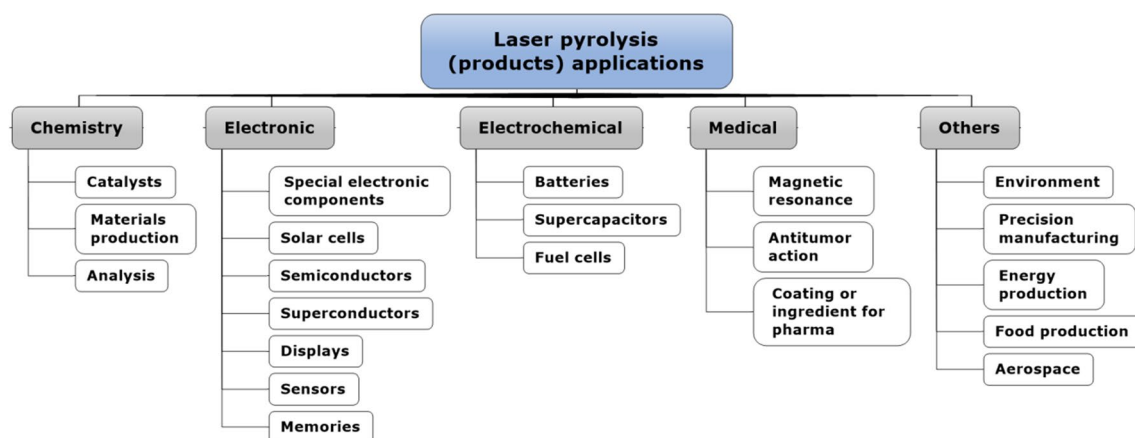 Laser pyrolysis
(products) applications
Chemistry
Catalysts
Materials
production
Analysis
Electronic
Special electronic
components
Solar cells
Semiconductors
Superconductors
Displays
Sensors
Memories
Electrochemical
Batteries
Supercapacitors
Fuel cells
Medical
Magnetic
resonance
Antitumor
action
Coating or
ingredient for
pharma
Others
Environment
Precision
manufacturing
Energy
production
Food production
Aerospace